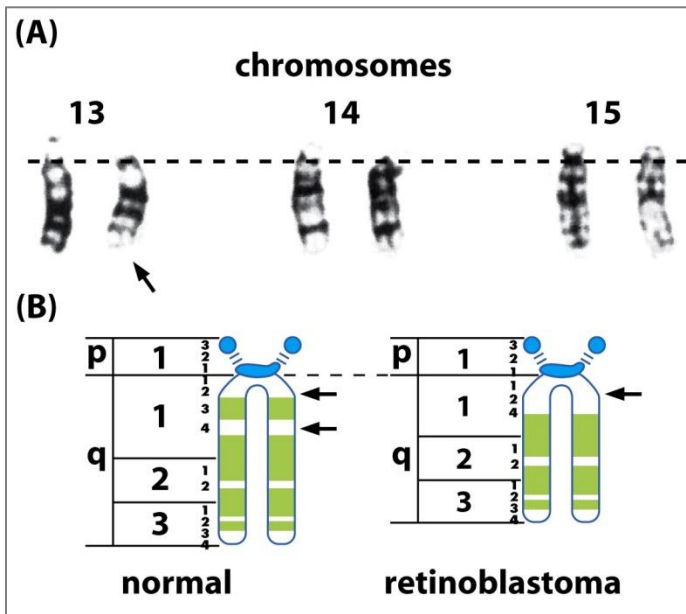 (A)
chromosomes
13 14 15
(B)
p 1 3 2 1
q 1 1 2 3 4
2 1 2
3 1 2 3 4
normal
p 1 3 2 1
q 1 1 2 4
2 1 2
3 1 2 3 4
retinoblastoma